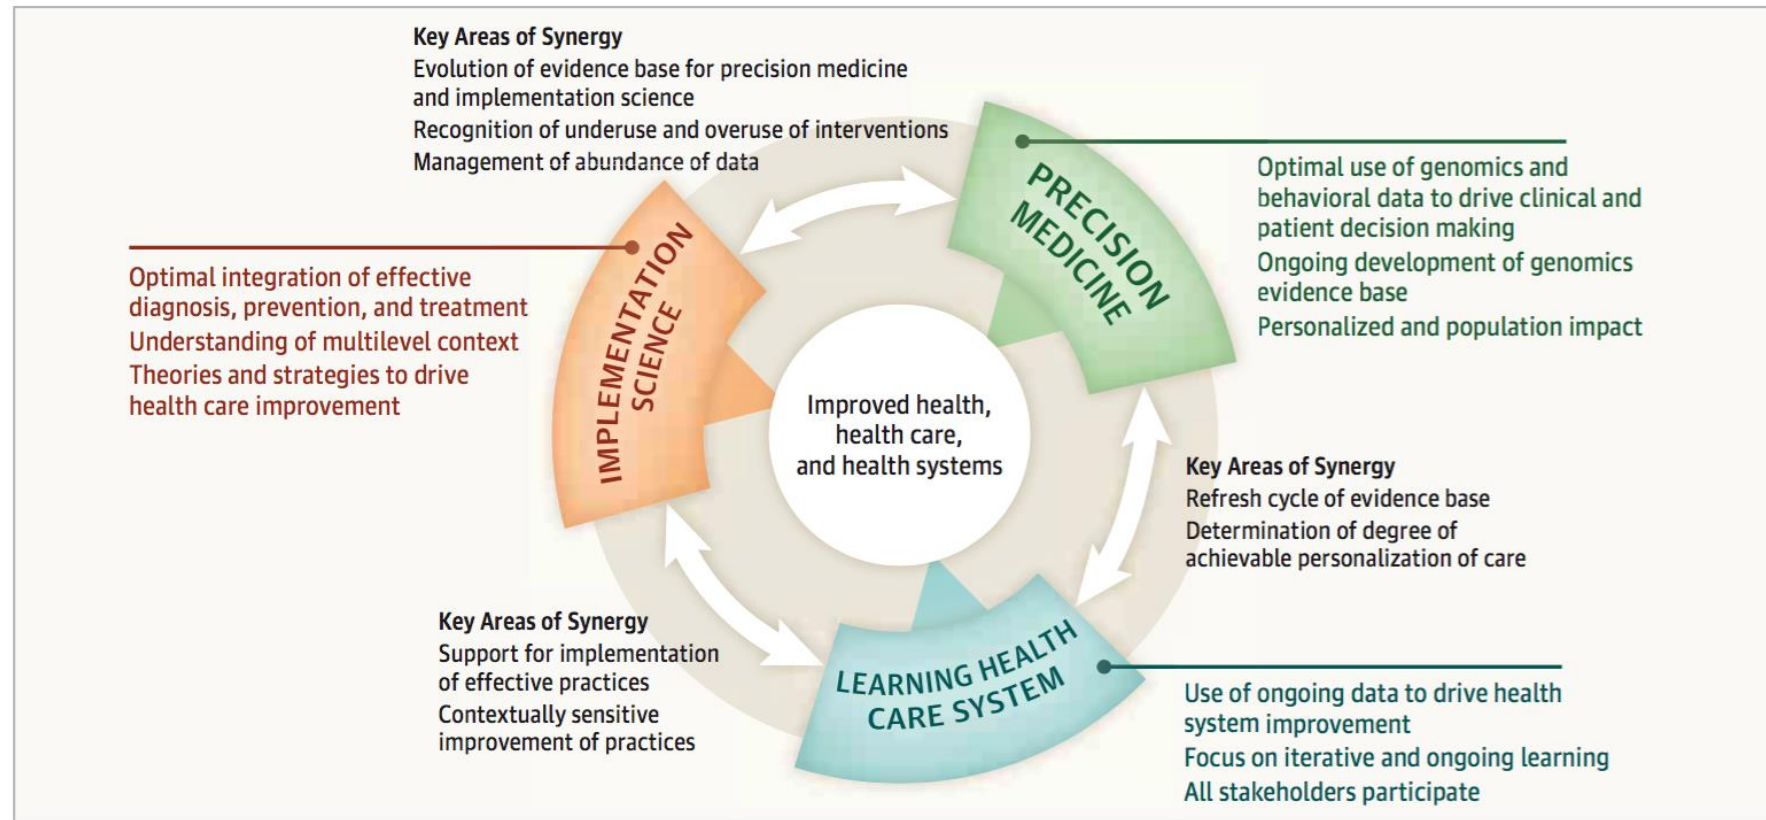 Key Areas of Synergy
Evolution of evidence base for precision medicine
and implementation science
Recognition of underuse and overuse of interventions
Management of abundance of data
PRECISION
MEDICINE
Optimal use of genomics and
behavioral data to drive clinical and
patient decision making
Ongoing development of genomics
evidence base
Personalized and population impact
IMPLEMENTATION
SCIENCE
Optimal integration of effective
diagnosis, prevention, and treatment
Understanding of multilevel context
Theories and strategies to drive
health care improvement
Improved health,
health care,
and health systems
Key Areas of Synergy
Refresh cycle of evidence base
Determination of degree of
achievable personalization of care
Key Areas of Synergy
Support for implementation
of effective practices
Contextually sensitive
improvement of practices
LEARNING HEALTH
CARE SYSTEM
Use of ongoing data to drive health
system improvement
Focus on iterative and ongoing learning
All stakeholders participate